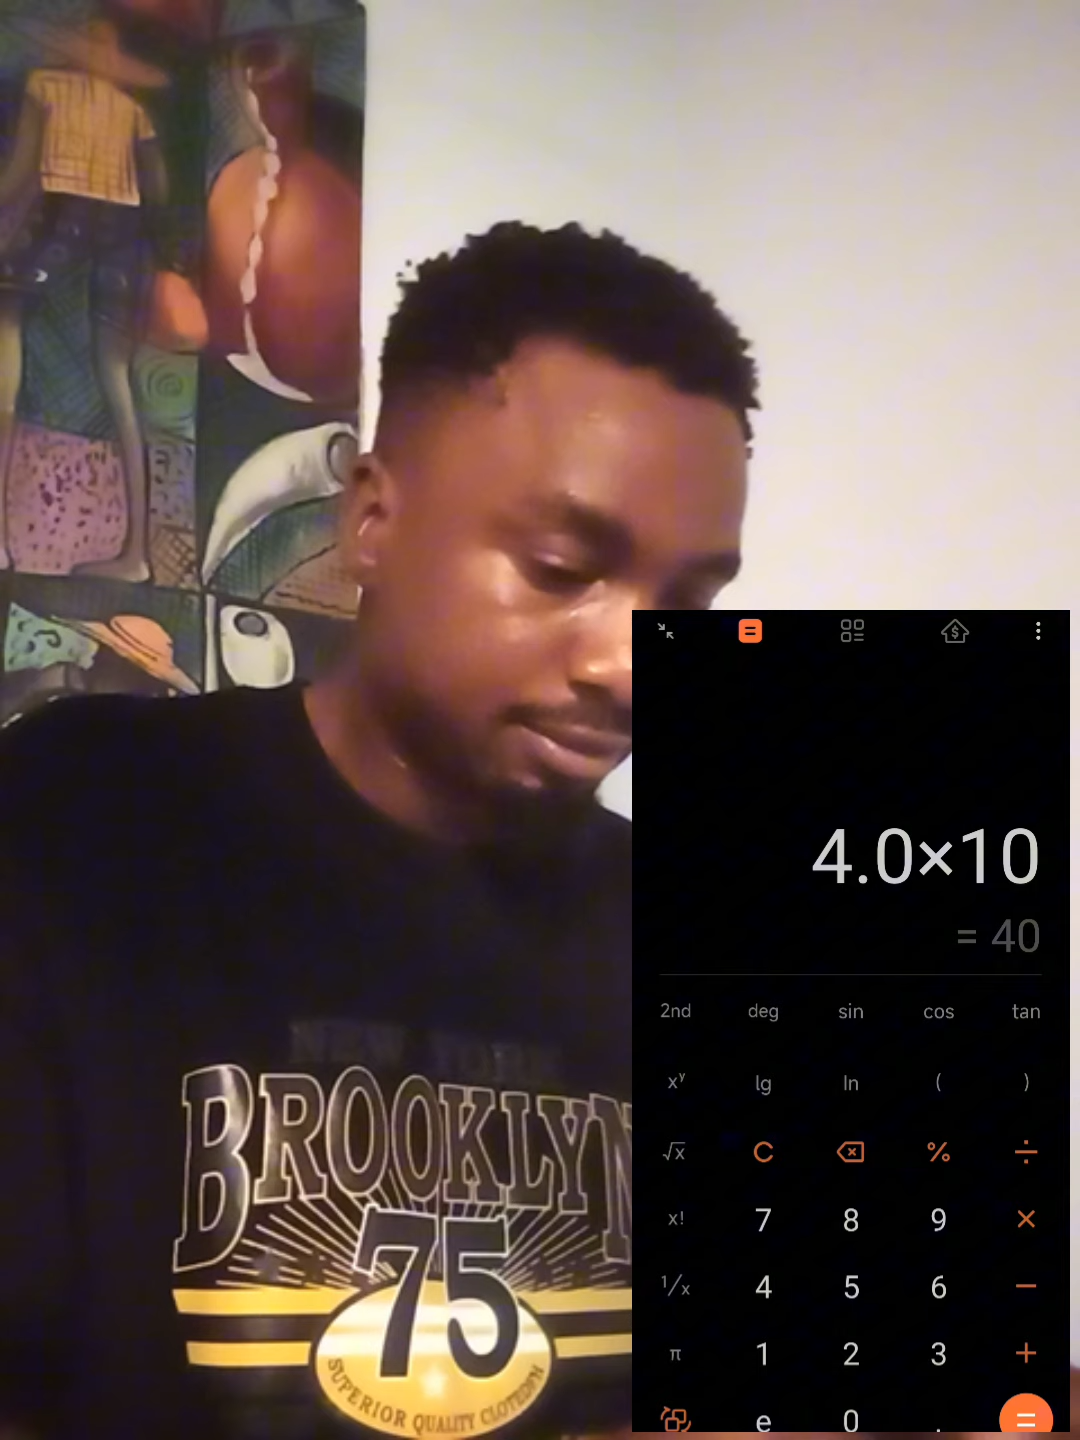 4.0×10
= 40
2nd deg sin cos tan
xʸ lg ln ( )
√x C % ÷
x! 7 8 9 ×
1/x 4 5 6 −
π 1 2 3 +
e 0 . =
NEW YORK
BROOKLYN
75
SUPERIOR QUALITY